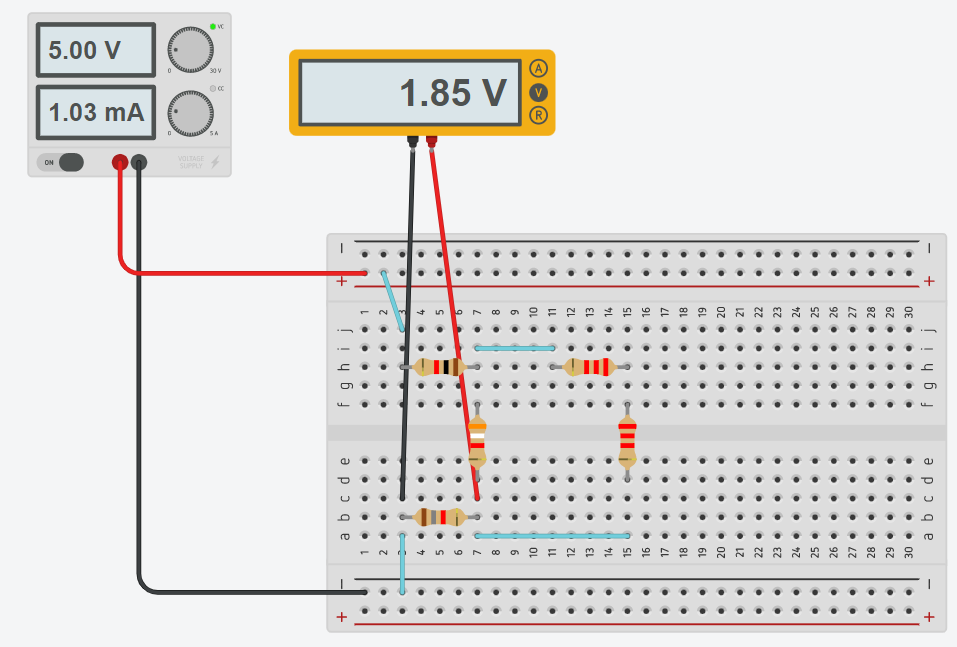 5.00 V
VC
0 30 V
1.03 mA
CC
0 5 A
ON
VOLTAGE
SUPPLY
1.85 V
A
V
R
+ +
1 2 3 4 5 6 7 8 9 10 11 12 13 14 15 16 17 18 19 20 21 22 23 24 25 26 27 28 29 30
j j
i i
h h
g g
f f
e e
d d
c c
b b
a a
1 2 3 4 5 6 7 8 9 10 11 12 13 14 15 16 17 18 19 20 21 22 23 24 25 26 27 28 29 30
+ +